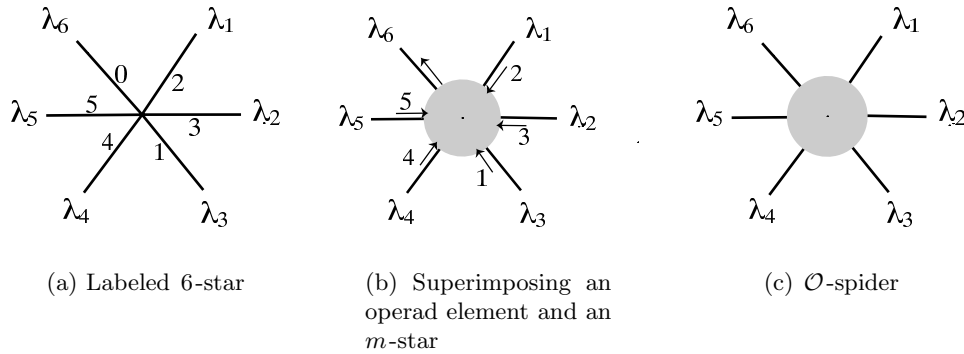 λ6 λ1
0 2
λ5 5 3 λ2
4 1
λ4 λ3
(a) Labeled 6-star
λ6 λ1
2
λ5 5 3 λ2
4 1
λ4 λ3
(b) Superimposing an
operad element and an
m-star
λ6 λ1
λ5 λ2
λ4 λ3
(c) 𝒪-spider